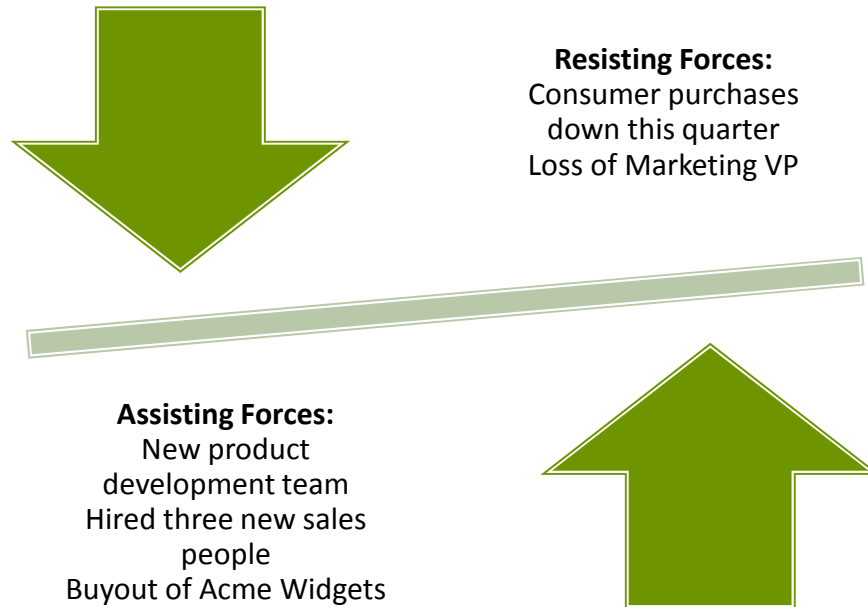 Resisting Forces:
Consumer purchases
down this quarter
Loss of Marketing VP
Assisting Forces:
New product
development team
Hired three new sales
people
Buyout of Acme Widgets